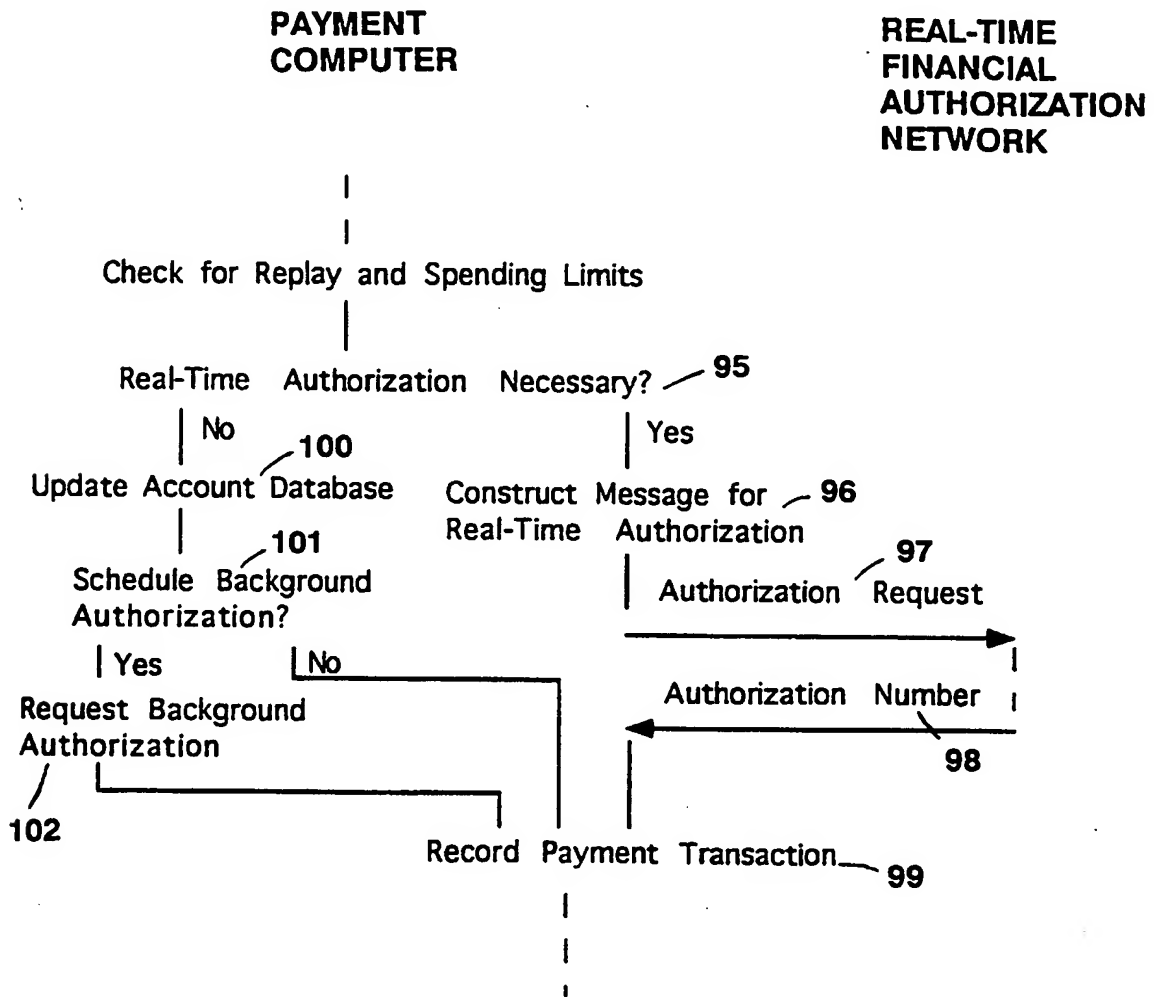 PAYMENT
COMPUTER
REAL-TIME
FINANCIAL
AUTHORIZATION
NETWORK
Check for Replay and Spending Limits
Real-Time Authorization Necessary? 95
No
Yes
100
Update Account Database
Construct Message for 96
Real-Time Authorization
101
Schedule Background
Authorization?
97
Authorization Request
Yes
No
Authorization Number
98
Request Background
Authorization
102
Record Payment Transaction 99